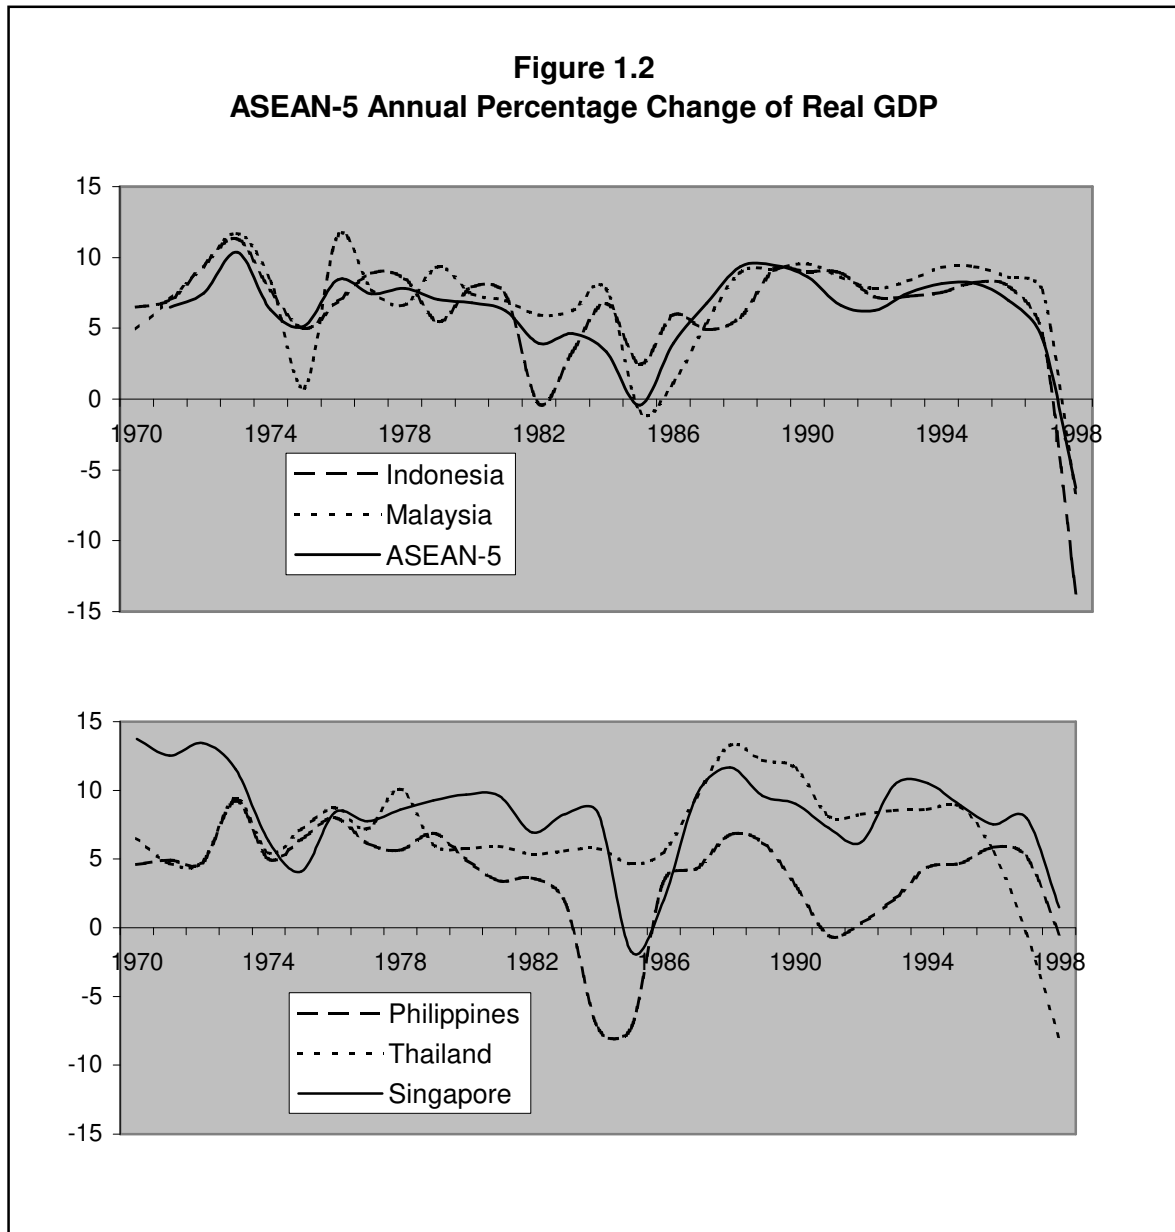 Figure 1.2
ASEAN-5 Annual Percentage Change of Real GDP
15
10
5
0
1970 1974 1978 1982 1986 1990 1994 1998
-5
-10
-15
Indonesia
Malaysia
ASEAN-5
15
10
5
0
1970 1974 1978 1982 1986 1990 1994 1998
-5
-10
-15
Philippines
Thailand
Singapore